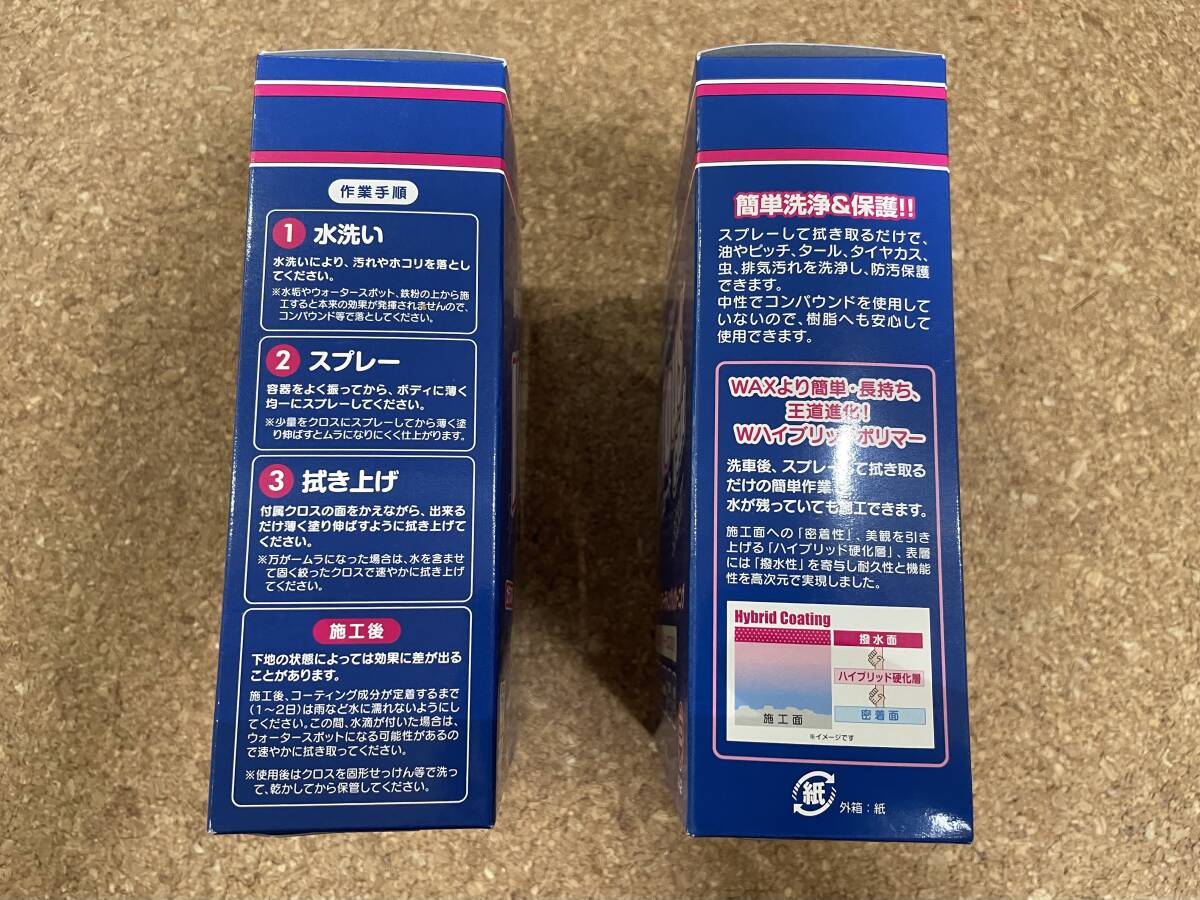 作業手順
1 水洗い
水洗いにより、汚れやホコリを落とし
てください。
※水垢やウォータースポット、鉄粉の上から施
工すると本来の効果が発揮されませんので、
コンパウンド等で落としてください。
2 スプレー
容器をよく振ってから、ボディに薄く
均一にスプレーしてください。
※少量をクロスにスプレーしてから薄く塗
り伸ばすとムラになりにくく仕上がります。
3 拭き上げ
付属クロスの面をかえながら、出来る
だけ薄く塗り伸ばすように拭き上げて
ください。
※万が一ムラになった場合は、水を含ませ
て固く絞ったクロスで速やかに拭き上げ
てください。
施工後
下地の状態によっては効果に差が出る
ことがあります。
施工後、コーティング成分が定着するまで
(1〜2日)は雨など水に濡れないようにし
てください。この間、水滴が付いた場合は、
ウォータースポットになる可能性があるの
で速やかに拭き取ってください。
※使用後はクロスを固形せっけん等で洗っ
て、乾かしてから保管してください。
簡単洗浄&保護!!
スプレーして拭き取るだけで、
油やピッチ、タール、タイヤカス、
虫、排気汚れを洗浄し、防汚保護
できます。
中性でコンパウンドを使用して
いないので、樹脂へも安心して
使用できます。
WAXより簡単・長持ち、
王道進化!
Wハイブリッドポリマー
洗車後、スプレーして拭き取る
だけの簡単作業
水が残っていても施工できます。
施工面への「密着性」、美観を引き
上げる「ハイブリッド硬化層」、表層
には「撥水性」を寄与し耐久性と機能
性を高次元で実現しました。
Hybrid Coating
撥水面
ハイブリッド硬化層
密着面
施工面
※イメージです
紙
外箱:紙